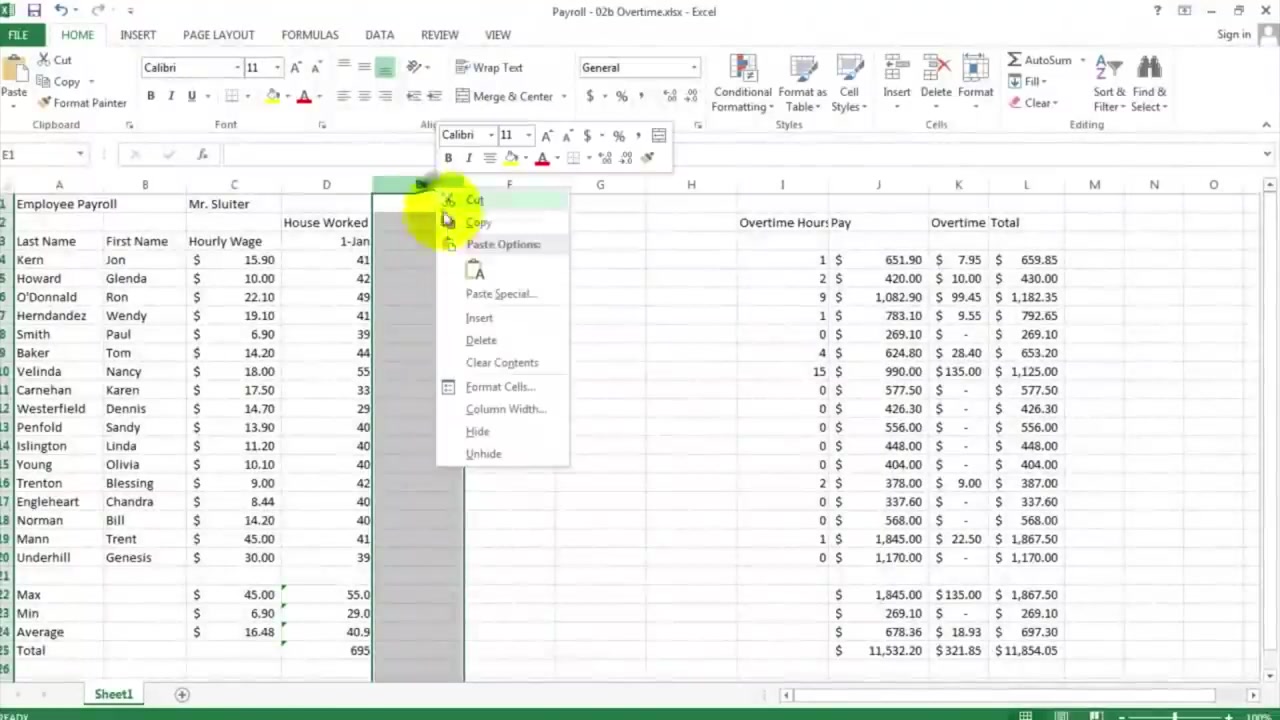 Payroll - 02b Overtime.xlsx - Excel
FILE HOME INSERT PAGE LAYOUT FORMULAS DATA REVIEW VIEW Sign in
Cut
Copy
Format Painter
Paste
Clipboard
Calibri 11
B I U
Font
Wrap Text
Merge & Center
General
$ % ,
Conditional Formatting
Format as Table
Cell Styles
Styles
Insert Delete Format
Cells
AutoSum
Fill
Clear
Sort & Filter
Find & Select
Editing
Calibri 11 $ % ,
B I A
E1 fx
A B C D F G H I J K L M N O
1 Employee Payroll Mr. Sluiter
2 House Worked Overtime Hours Pay Overtime Total
3 Last Name First Name Hourly Wage 1-Jan
4 Kern Jon $ 15.90 41 1 $ 651.90 $ 7.95 $ 659.85
5 Howard Glenda $ 10.00 42 2 $ 420.00 $ 10.00 $ 430.00
6 O'Donnald Ron $ 22.10 49 9 $ 1,082.90 $ 99.45 $ 1,182.35
7 Herndandez Wendy $ 19.10 41 1 $ 783.10 $ 9.55 $ 792.65
8 Smith Paul $ 6.90 39 0 $ 269.10 $ - $ 269.10
9 Baker Tom $ 14.20 44 4 $ 624.80 $ 28.40 $ 653.20
10 Velinda Nancy $ 18.00 55 15 $ 990.00 $135.00 $ 1,125.00
11 Carnehan Karen $ 17.50 33 0 $ 577.50 $ - $ 577.50
12 Westerfield Dennis $ 14.70 29 0 $ 426.30 $ - $ 426.30
13 Penfold Sandy $ 13.90 40 0 $ 556.00 $ - $ 556.00
14 Islington Linda $ 11.20 40 0 $ 448.00 $ - $ 448.00
15 Young Olivia $ 10.10 40 0 $ 404.00 $ - $ 404.00
16 Trenton Blessing $ 9.00 42 2 $ 378.00 $ 9.00 $ 387.00
17 Engleheart Chandra $ 8.44 40 0 $ 337.60 $ - $ 337.60
18 Norman Bill $ 14.20 40 0 $ 568.00 $ - $ 568.00
19 Mann Trent $ 45.00 41 1 $ 1,845.00 $ 22.50 $ 1,867.50
20 Underhill Genesis $ 30.00 39 0 $ 1,170.00 $ - $ 1,170.00
21
22 Max $ 45.00 55.0 $ 1,845.00 $135.00 $ 1,867.50
23 Min $ 6.90 29.0 $ 269.10 $ - $ 269.10
24 Average $ 16.48 40.9 $ 678.36 $ 18.93 $ 697.30
25 Total 695 $ 11,532.20 $321.85 $11,854.05
26
Cut
Copy
Paste Options:
Paste Special...
Insert
Delete
Clear Contents
Format Cells...
Column Width...
Hide
Unhide
Sheet1
READY 100%